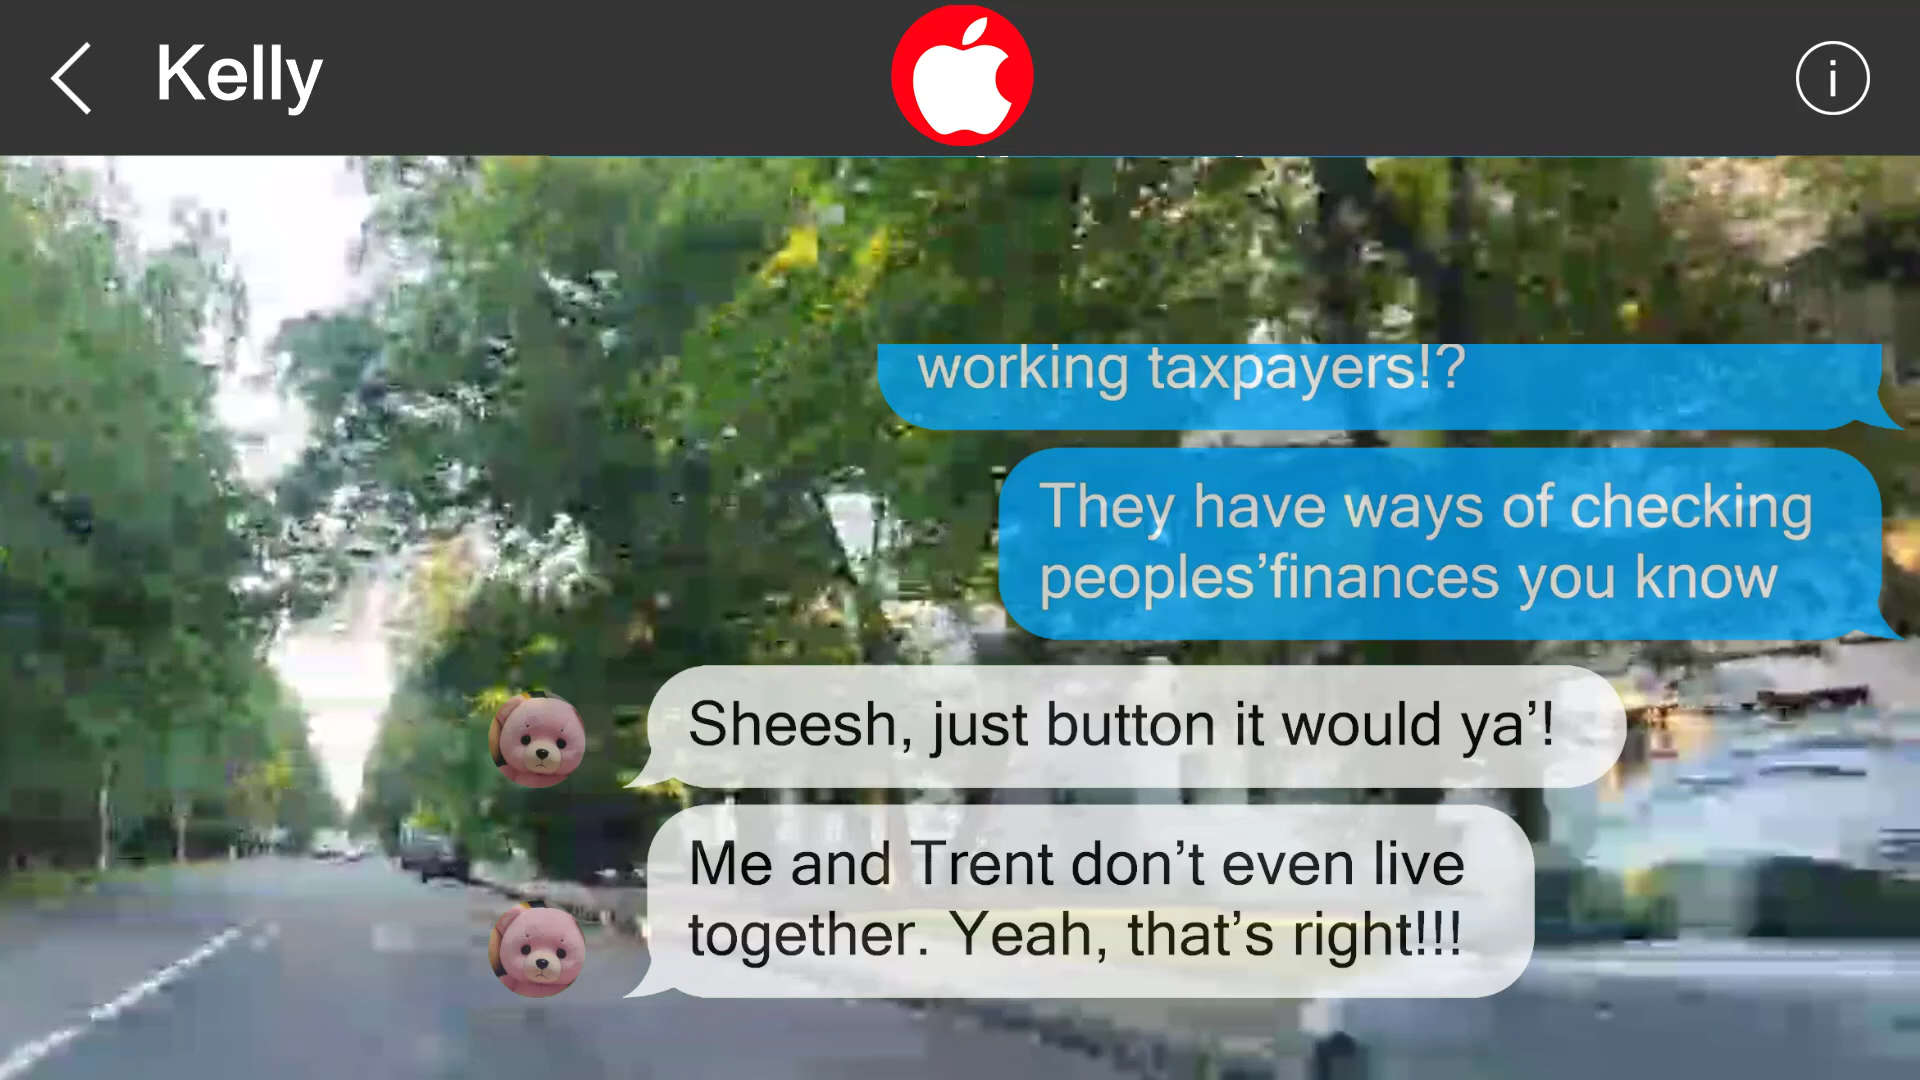 Kelly
working taxpayers!?
They have ways of checking
peoples’finances you know
Sheesh, just button it would ya’!
Me and Trent don’t even live
together. Yeah, that’s right!!!